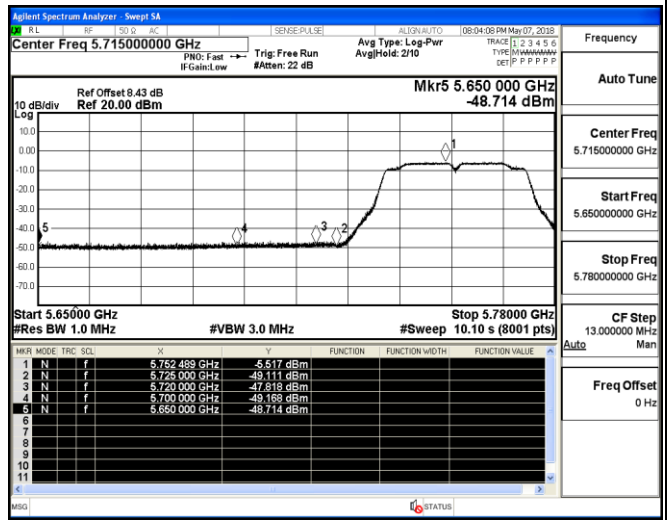 Agilent Spectrum Analyzer - Swept SA
RL RF 50 Ω AC SENSE:PULSE ALIGN AUTO 08:04:08 PM May 07, 2018
Center Freq 5.715000000 GHz
PNO: Fast
IFGain:Low
Trig: Free Run
#Atten: 22 dB
Avg Type: Log-Pwr
Avg|Hold: 2/10
TRACE 1 2 3 4 5 6
TYPE MWWWWW
DET P P P P P P
Frequency
Auto Tune
Center Freq
5.715000000 GHz
Start Freq
5.650000000 GHz
Stop Freq
5.780000000 GHz
CF Step
13.000000 MHz
Auto Man
Freq Offset
0 Hz
Mkr5 5.650 000 GHz
-48.714 dBm
Ref Offset 8.43 dB
10 dB/div Ref 20.00 dBm
Log
10.0
0.00
-10.0
-20.0
-30.0
-40.0
-50.0
-60.0
-70.0
1
5 4 3 2
Start 5.65000 GHz Stop 5.78000 GHz
#Res BW 1.0 MHz #VBW 3.0 MHz #Sweep 10.10 s (8001 pts)
MKR MODE TRC SCL X Y FUNCTION FUNCTION WIDTH FUNCTION VALUE
1 N f 5.752 489 GHz -5.517 dBm
2 N f 5.725 000 GHz -49.111 dBm
3 N f 5.720 000 GHz -47.818 dBm
4 N f 5.700 000 GHz -49.168 dBm
5 N f 5.650 000 GHz -48.714 dBm
6
7
8
9
10
11
MSG STATUS